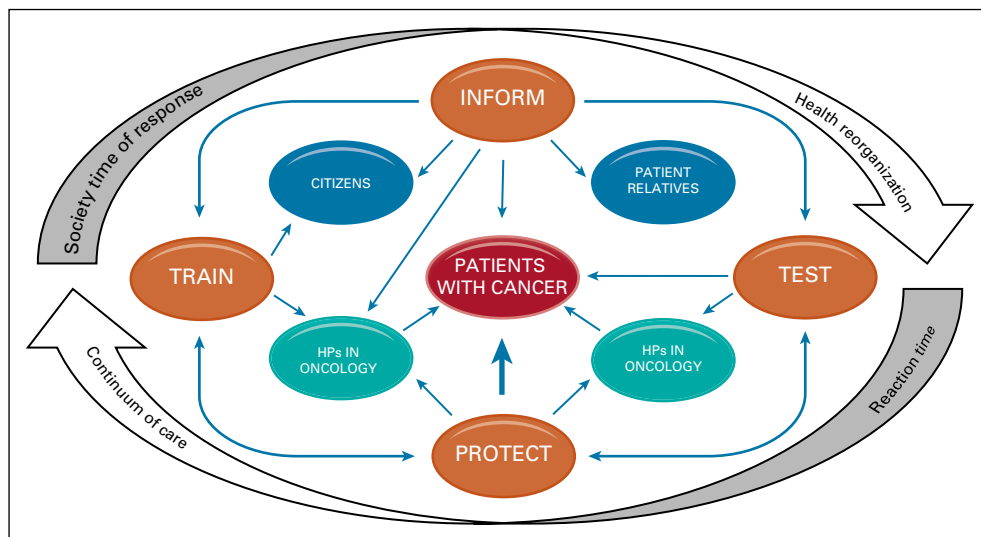 Society time of response
Health reorganization
INFORM
CITIZENS
PATIENT
RELATIVES
TRAIN
PATIENTS
WITH CANCER
TEST
HPs IN
ONCOLOGY
HPs IN
ONCOLOGY
PROTECT
Continuum of care
Reaction time